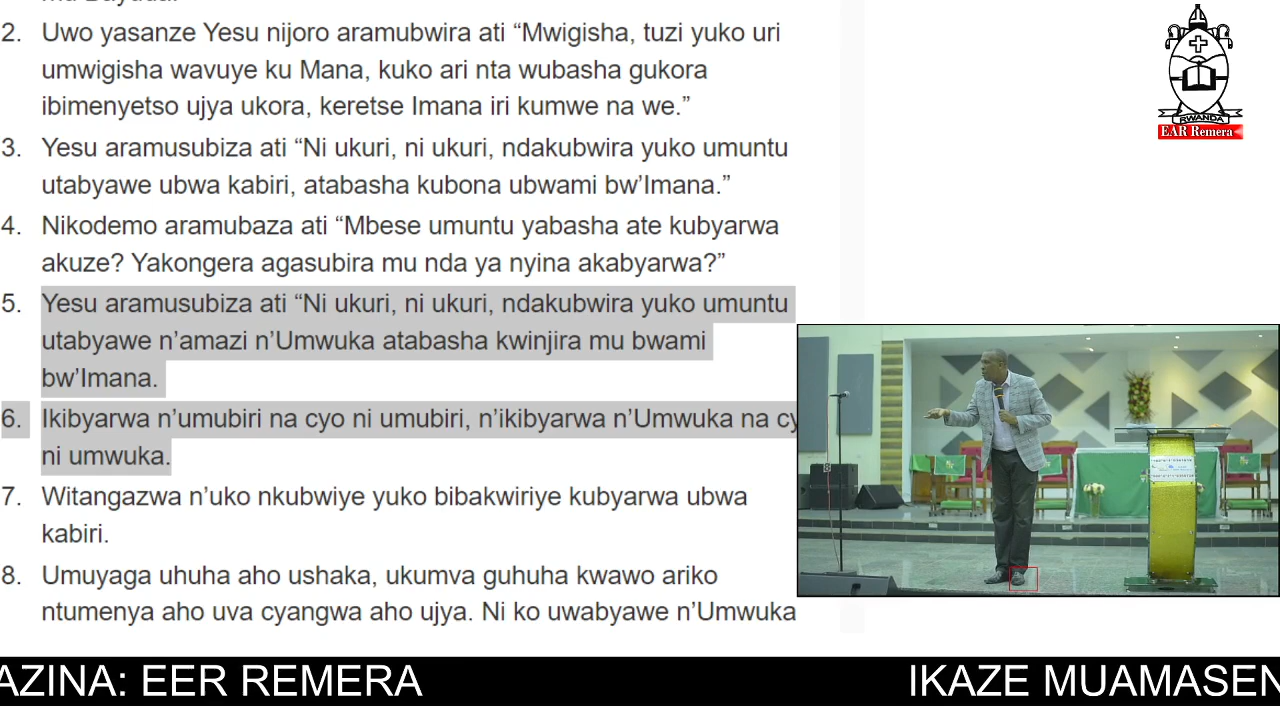 2. Uwo yasanze Yesu nijoro aramubwira ati “Mwigisha, tuzi yuko uri
umwigisha wavuye ku Mana, kuko ari nta wubasha gukora
ibimenyetso ujya ukora, keretse Imana iri kumwe na we.”
3. Yesu aramusubiza ati “Ni ukuri, ni ukuri, ndakubwira yuko umuntu
utabyawe ubwa kabiri, atabasha kubona ubwami bw’Imana.”
4. Nikodemo aramubaza ati “Mbese umuntu yabasha ate kubyarwa
akuze? Yakongera agasubira mu nda ya nyina akabyarwa?”
5. Yesu aramusubiza ati “Ni ukuri, ni ukuri, ndakubwira yuko umuntu
utabyawe n’amazi n’Umwuka atabasha kwinjira mu bwami
bw’Imana.
6. Ikibyarwa n’umubiri na cyo ni umubiri, n’ikibyarwa n’Umwuka na cy
ni umwuka.
7. Witangazwa n’uko nkubwiye yuko bibakwiriye kubyarwa ubwa
kabiri.
8. Umuyaga uhuha aho ushaka, ukumva guhuha kwawo ariko
ntumenya aho uva cyangwa aho ujya. Ni ko uwabyawe n’Umwuka
RWANDA
EAR Remera
AZINA: EER REMERA
IKAZE MUAMASEN